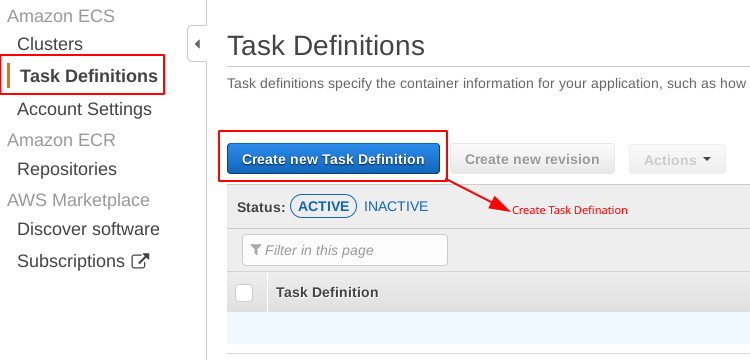 Amazon ECS
Clusters
Task Definitions
Account Settings
Amazon ECR
Repositories
AWS Marketplace
Discover software
Subscriptions
Task Definitions
Task definitions specify the container information for your application, such as how
Create new Task Definition
Create new revision
Actions
Create Task Defination
Status: ACTIVE INACTIVE
Filter in this page
Task Definition